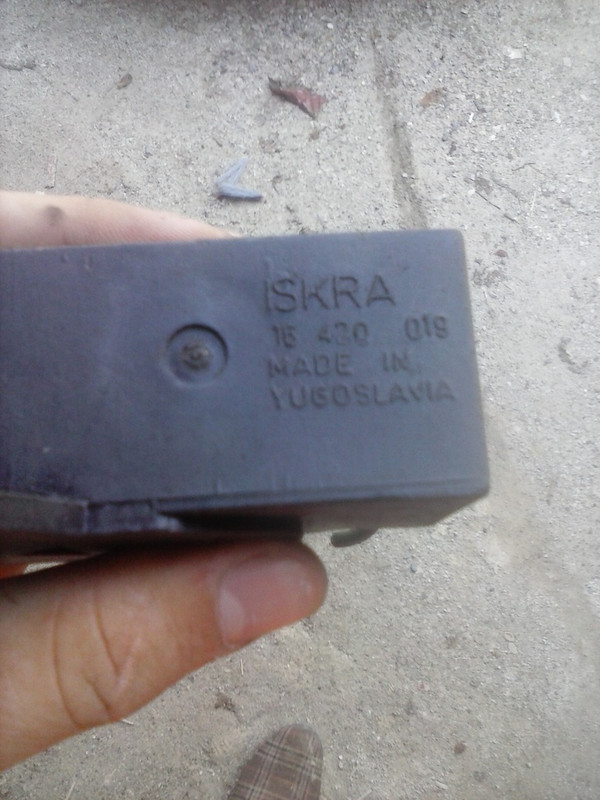 ISKRA
16 420 019
MADE IN
YUGOSLAVIA